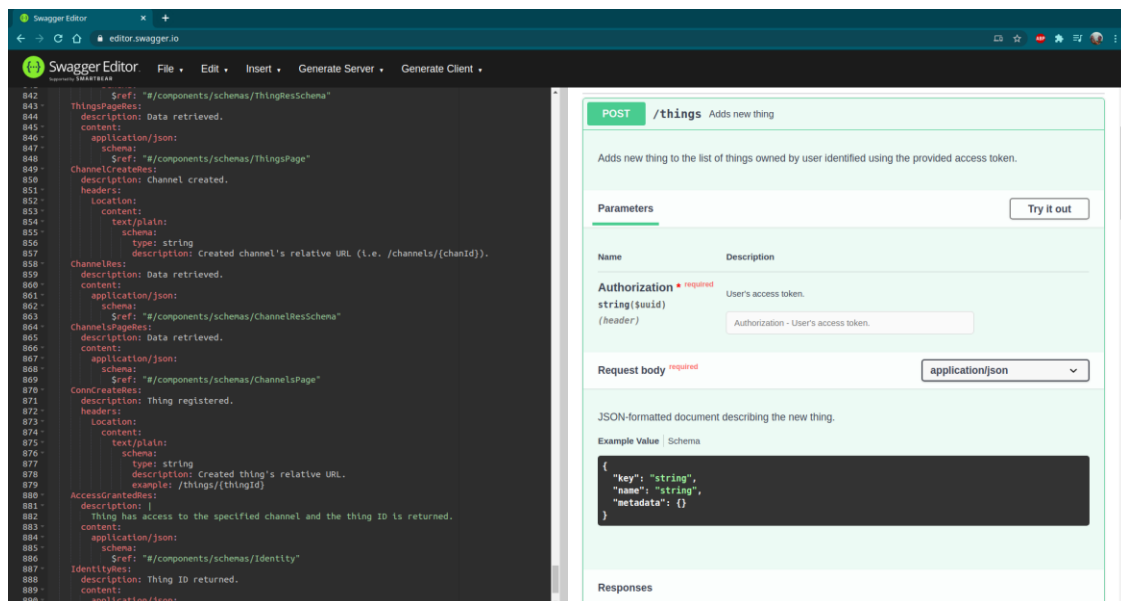 Swagger Editor
editor.swagger.io
ABP
Swagger Editor.
Supported by SMARTBEAR
File
Edit
Insert
Generate Server
Generate Client
842 $ref: "#/components/schemas/ThingResSchema"
843 ThingsPageRes:
844 description: Data retrieved.
845 content:
846 application/json:
847 schema:
848 $ref: "#/components/schemas/ThingsPage"
849 ChannelCreateRes:
850 description: Channel created.
851 headers:
852 Location:
853 content:
854 text/plain:
855 schema:
856 type: string
857 description: Created channel's relative URL (i.e. /channels/{chanId}).
858 ChannelRes:
859 description: Data retrieved.
860 content:
861 application/json:
862 schema:
863 $ref: "#/components/schemas/ChannelResSchema"
864 ChannelsPageRes:
865 description: Data retrieved.
866 content:
867 application/json:
868 schema:
869 $ref: "#/components/schemas/ChannelsPage"
870 ConnCreateRes:
871 description: Thing registered.
872 headers:
873 Location:
874 content:
875 text/plain:
876 schema:
877 type: string
878 description: Created thing's relative URL.
879 example: /things/{thingId}
880 AccessGrantedRes:
881 description: |
882 Thing has access to the specified channel and the thing ID is returned.
883 content:
884 application/json:
885 schema:
886 $ref: "#/components/schemas/Identity"
887 IdentityRes:
888 description: Thing ID returned.
889 content:
890 application/json:
POST /things Adds new thing
Adds new thing to the list of things owned by user identified using the provided access token.
Parameters
Try it out
Name Description
Authorization * required
string($uuid)
(header)
User's access token.
Authorization - User's access token.
Request body required
application/json
JSON-formatted document describing the new thing.
Example Value | Schema
{
"key": "string",
"name": "string",
"metadata": {}
}
Responses